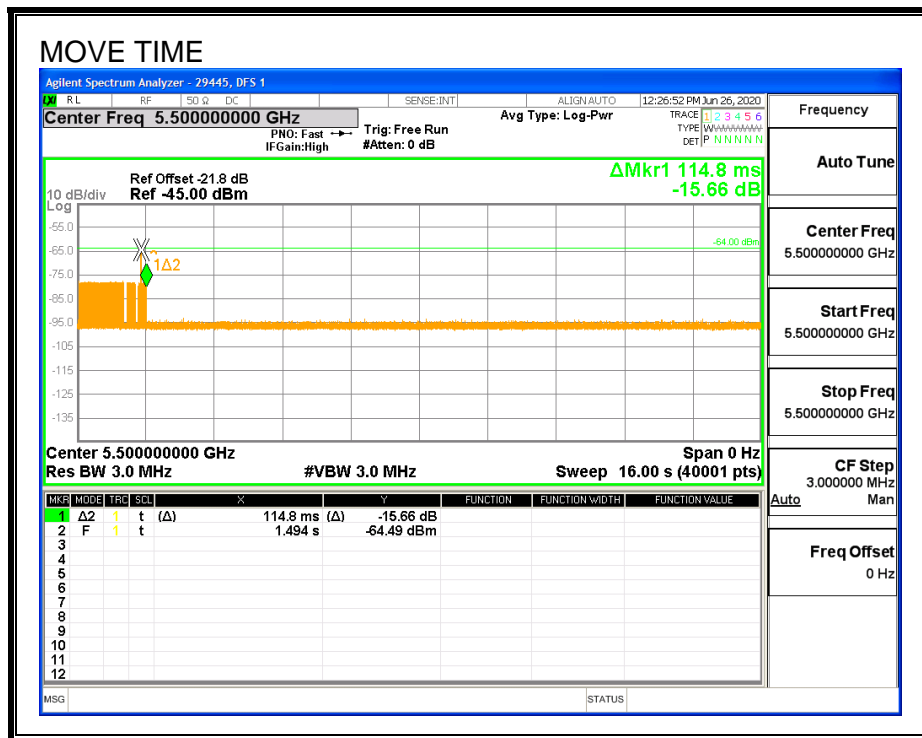 MOVE TIME
Agilent Spectrum Analyzer - 29445, DFS 1
LXI RL RF 50 Ω DC SENSE:INT ALIGN AUTO 12:26:52 PM Jun 26, 2020
Center Freq 5.500000000 GHz Avg Type: Log-Pwr TRACE 1 2 3 4 5 6
PNO: Fast Trig: Free Run TYPE WWWWWWW
IFGain:High #Atten: 0 dB DET P N N N N N
Frequency
Auto Tune
ΔMkr1 114.8 ms
Ref Offset -21.8 dB
10 dB/div Ref -45.00 dBm -15.66 dB
Log
-55.0
-64.00 dBm
-65.0
1Δ2
-75.0
-85.0
-95.0
-105
-115
-125
-135
Center 5.500000000 GHz Span 0 Hz
Res BW 3.0 MHz #VBW 3.0 MHz Sweep 16.00 s (40001 pts)
Center Freq
5.500000000 GHz
Start Freq
5.500000000 GHz
Stop Freq
5.500000000 GHz
CF Step
3.000000 MHz
Auto Man
Freq Offset
0 Hz
MKR MODE TRC SCL X Y FUNCTION FUNCTION WIDTH FUNCTION VALUE
1 Δ2 1 t (Δ) 114.8 ms (Δ) -15.66 dB
2 F 1 t 1.494 s -64.49 dBm
3
4
5
6
7
8
9
10
11
12
MSG STATUS